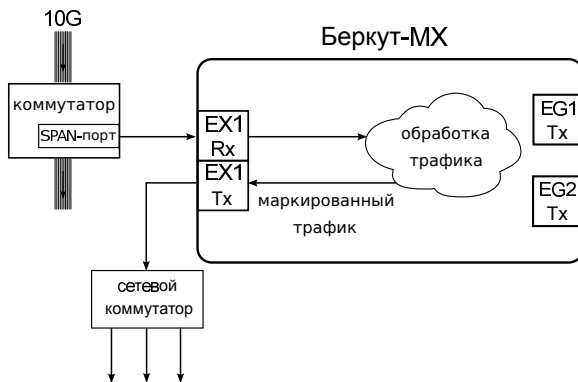 10G
Беркут-MX
коммутатор
SPAN-порт
EX1
Rx
обработка
трафика
EG1
Tx
EX1
Tx
маркированный
трафик
EG2
Tx
сетевой
коммутатор